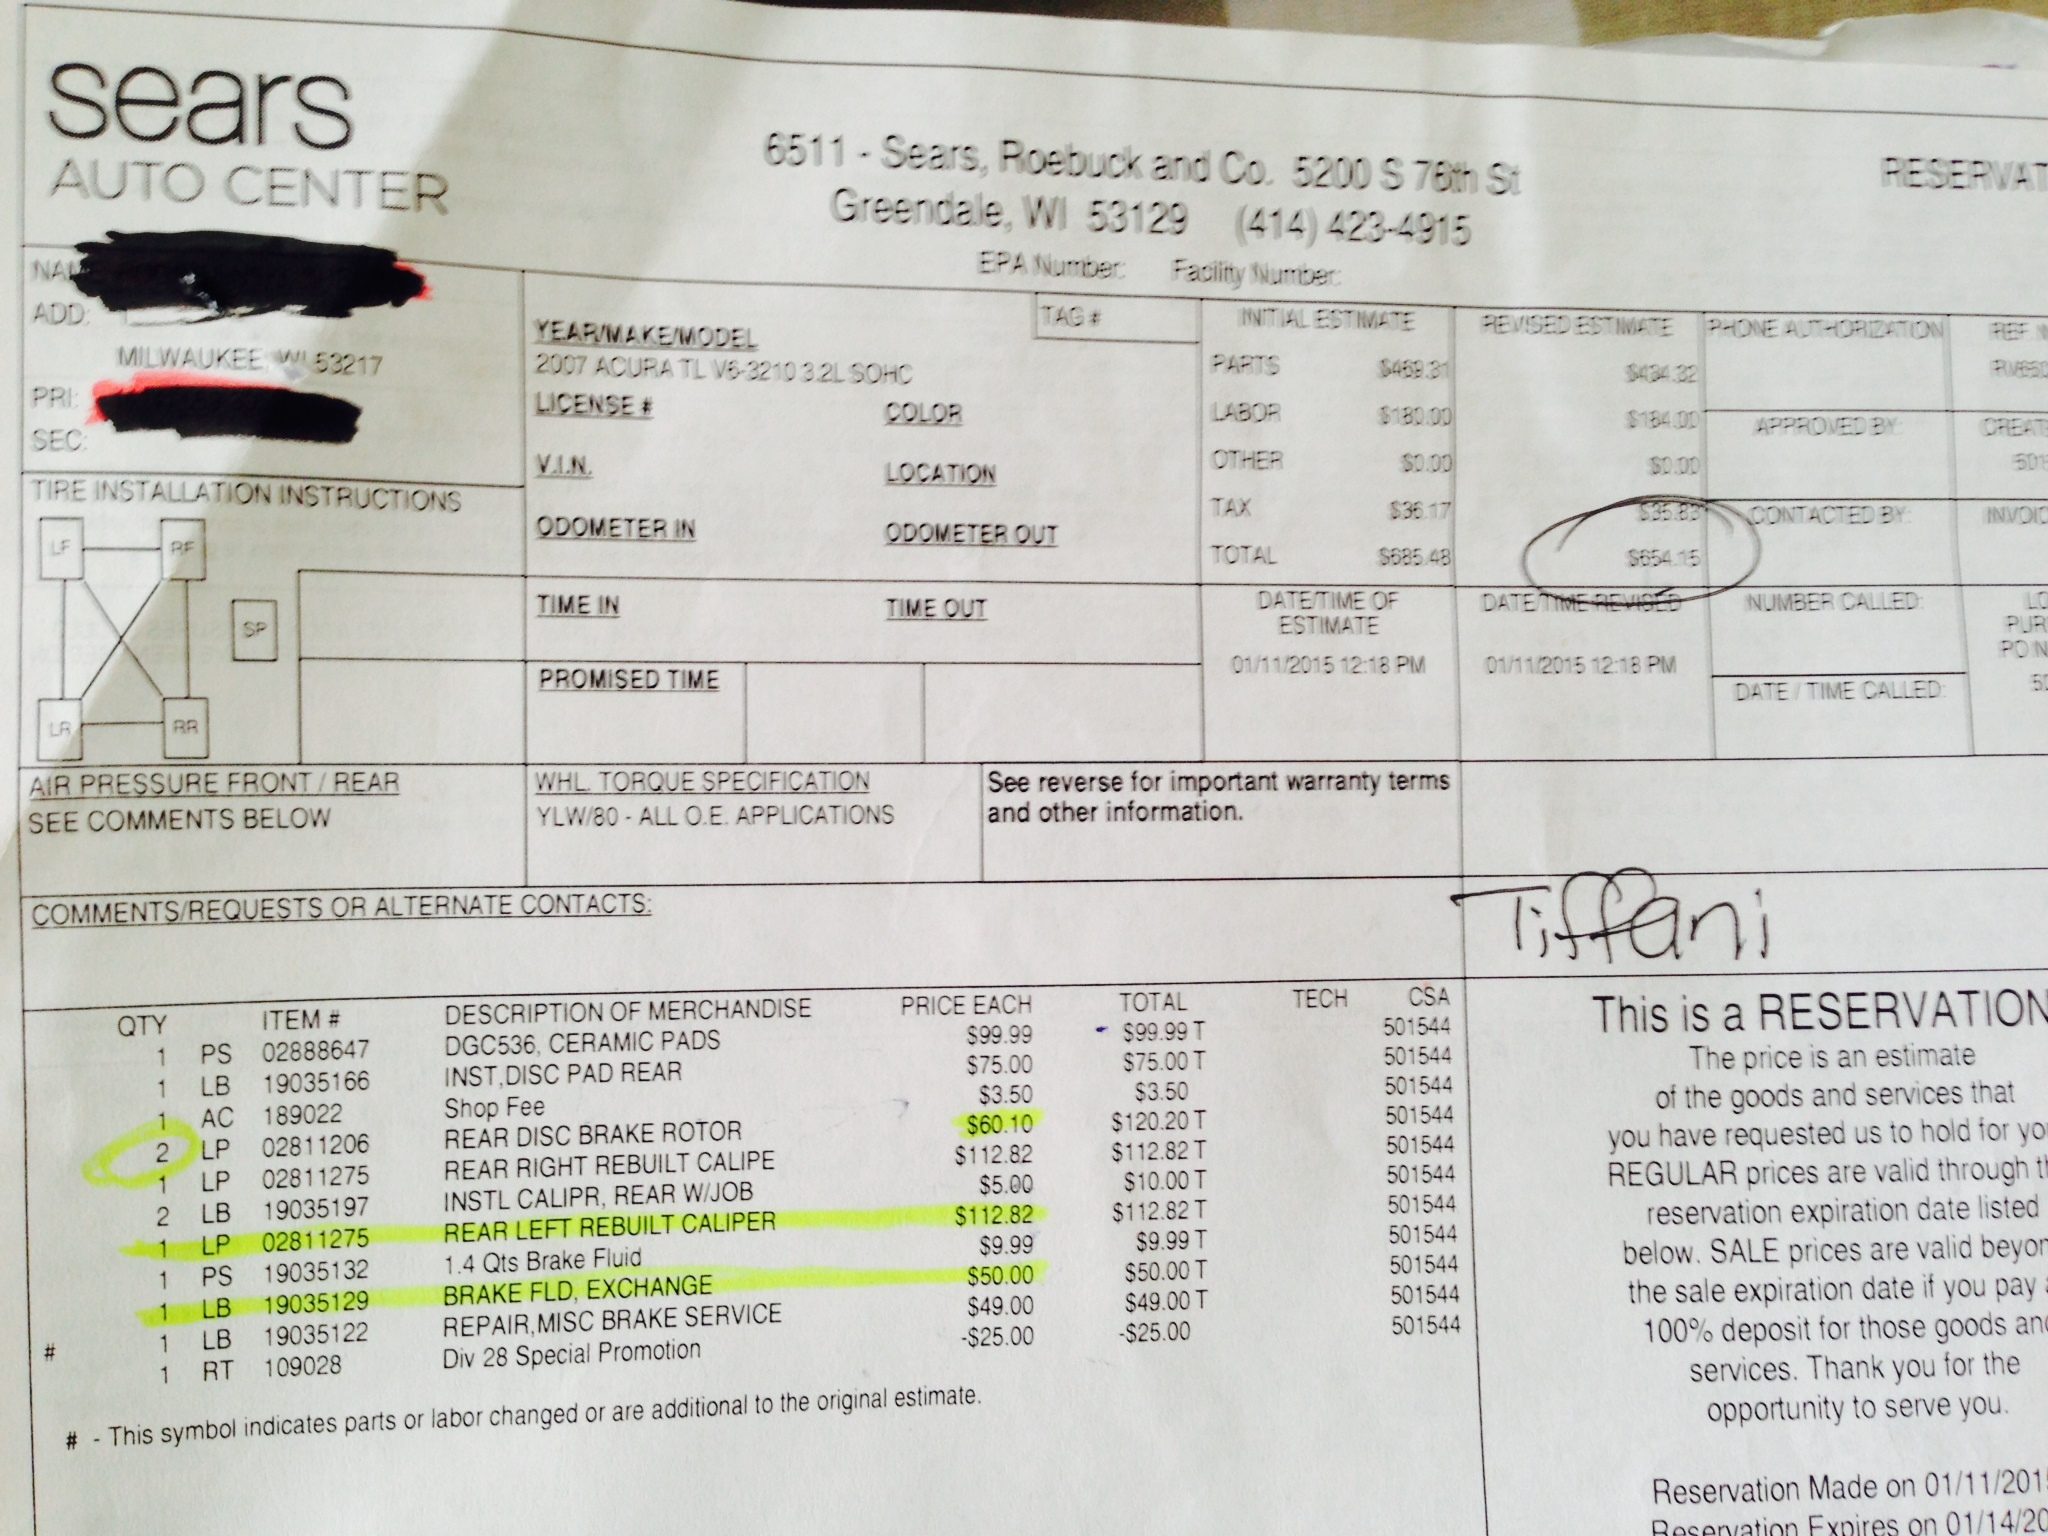 sears
AUTO CENTER
6511 - Sears, Roebuck and Co. 5200 S 76th St
Greendale, WI 53129 (414) 423-4915
EPA Number: Facility Number:
RESERVAT
ADD:
MILWAUKEE, WI 53217
PRI:
SEC:
YEAR/MAKE/MODEL
2007 ACURA TL V6-3210 3.2L SOHC
TAG #
LICENSE # COLOR
V.I.N. LOCATION
ODOMETER IN ODOMETER OUT
TIME IN TIME OUT
PROMISED TIME
INITIAL ESTIMATE REVISED ESTIMATE PHONE AUTHORIZATION
PARTS $469.31 $434.32
LABOR $180.00 $184.00 APPROVED BY: CREAT
OTHER $0.00 $0.00
TAX $36.17 $35.83 CONTACTED BY: INVOIC
TOTAL $685.48 $654.15
DATE/TIME OF ESTIMATE DATE/TIME REVISED NUMBER CALLED:
01/11/2015 12:18 PM 01/11/2015 12:18 PM
DATE / TIME CALLED:
TIRE INSTALLATION INSTRUCTIONS
LF RF
SP
LR RR
AIR PRESSURE FRONT / REAR
SEE COMMENTS BELOW
WHL. TORQUE SPECIFICATION
YLW/80 - ALL O.E. APPLICATIONS
See reverse for important warranty terms
and other information.
COMMENTS/REQUESTS OR ALTERNATE CONTACTS:
Tiffani
QTY ITEM # DESCRIPTION OF MERCHANDISE PRICE EACH TOTAL TECH CSA
1 PS 02888647 DGC536, CERAMIC PADS $99.99 $99.99 T 501544
1 LB 19035166 INST,DISC PAD REAR $75.00 $75.00 T 501544
1 AC 189022 Shop Fee $3.50 $3.50 501544
2 LP 02811206 REAR DISC BRAKE ROTOR $60.10 $120.20 T 501544
1 LP 02811275 REAR RIGHT REBUILT CALIPE $112.82 $112.82 T 501544
2 LB 19035197 INSTL CALIPR, REAR W/JOB $5.00 $10.00 T 501544
1 LP 02811275 REAR LEFT REBUILT CALIPER $112.82 $112.82 T 501544
1 PS 19035132 1.4 Qts Brake Fluid $9.99 $9.99 T 501544
1 LB 19035129 BRAKE FLD, EXCHANGE $50.00 $50.00 T 501544
# 1 LB 19035122 REPAIR,MISC BRAKE SERVICE $49.00 $49.00 T 501544
1 RT 109028 Div 28 Special Promotion -$25.00 -$25.00 501544
# - This symbol indicates parts or labor changed or are additional to the original estimate.
This is a RESERVATION
The price is an estimate
of the goods and services that
you have requested us to hold for yo
REGULAR prices are valid through th
reservation expiration date listed
below. SALE prices are valid beyon
the sale expiration date if you pay a
100% deposit for those goods and
services. Thank you for the
opportunity to serve you.
Reservation Made on 01/11/201
Reservation Expires on 01/14/20